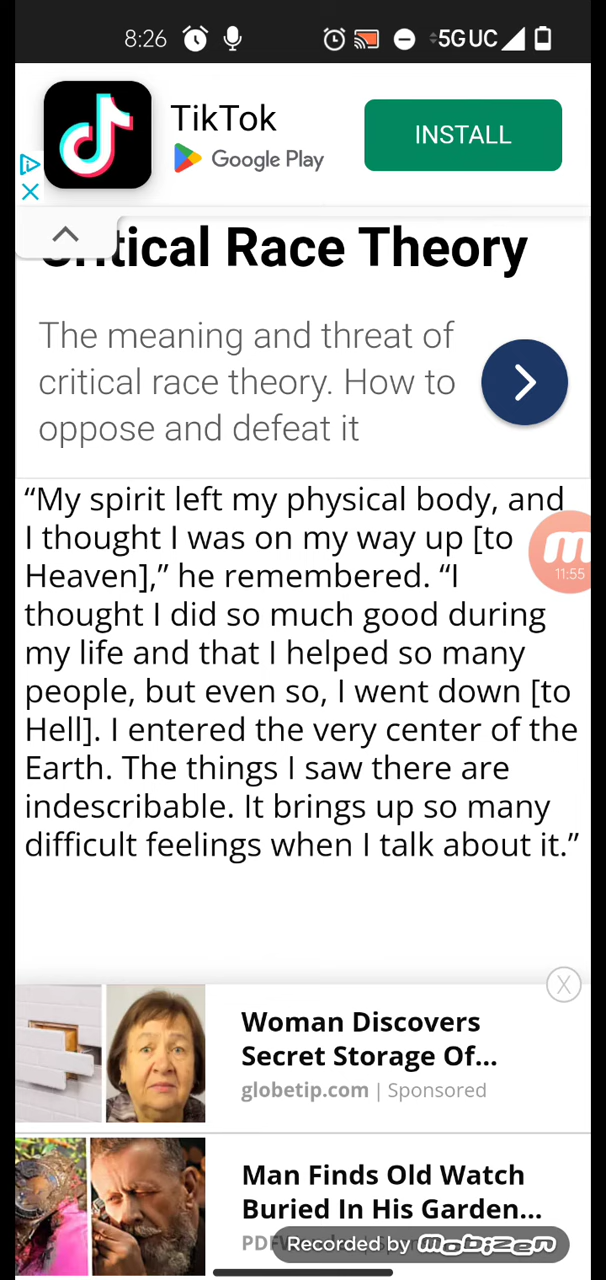 8:26
5G UC
TikTok
Google Play
INSTALL
Critical Race Theory
The meaning and threat of
critical race theory. How to
oppose and defeat it
“My spirit left my physical body, and
I thought I was on my way up [to
Heaven],” he remembered. “I
thought I did so much good during
my life and that I helped so many
people, but even so, I went down [to
Hell]. I entered the very center of the
Earth. The things I saw there are
indescribable. It brings up so many
difficult feelings when I talk about it.”
11:55
Woman Discovers
Secret Storage Of...
globetip.com | Sponsored
Man Finds Old Watch
Buried In His Garden...
Recorded by mobizen